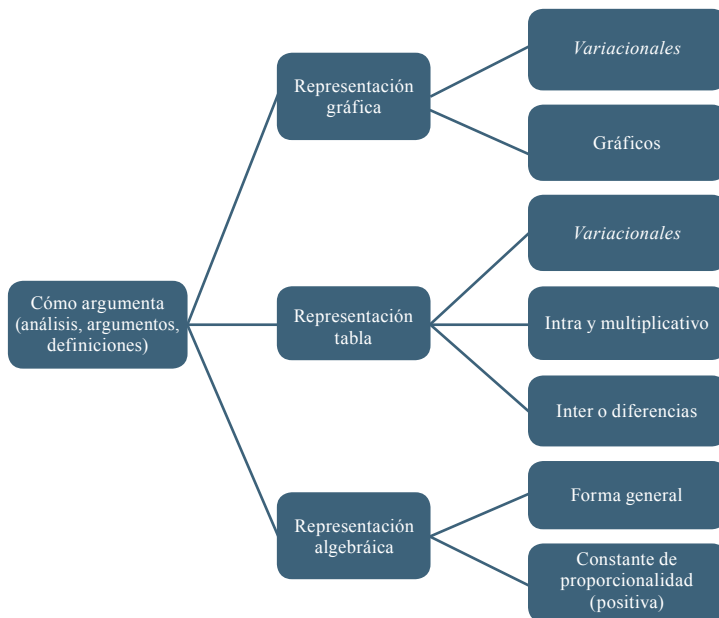 Cómo argumenta
(análisis, argumentos,
definiciones)
Representación
gráfica
Variacionales
Gráficos
Representación
tabla
Variacionales
Intra y multiplicativo
Inter o diferencias
Representación
algebráica
Forma general
Constante de
proporcionalidad
(positiva)